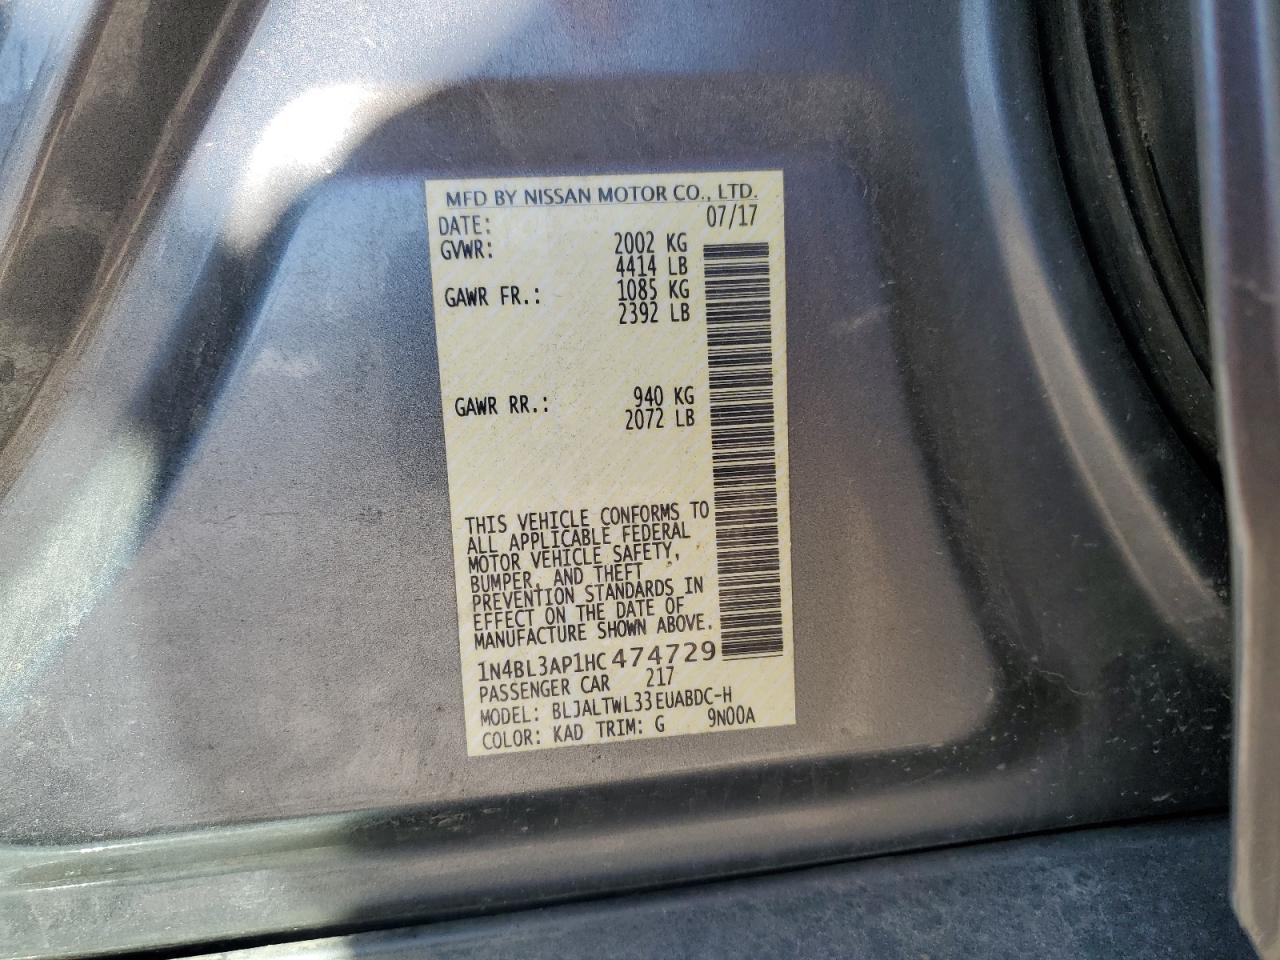 MFD BY NISSAN MOTOR CO., LTD.
DATE: 07/17
GVWR: 2002 KG
4414 LB
GAWR FR.: 1085 KG
2392 LB
GAWR RR.: 940 KG
2072 LB
THIS VEHICLE CONFORMS TO
ALL APPLICABLE FEDERAL
MOTOR VEHICLE SAFETY,
BUMPER, AND THEFT
PREVENTION STANDARDS IN
EFFECT ON THE DATE OF
MANUFACTURE SHOWN ABOVE.
1N4BL3AP1HC474729
PASSENGER CAR 217
MODEL: BLJALTWL33EUABDC-H
COLOR: KAD TRIM: G 9N00A